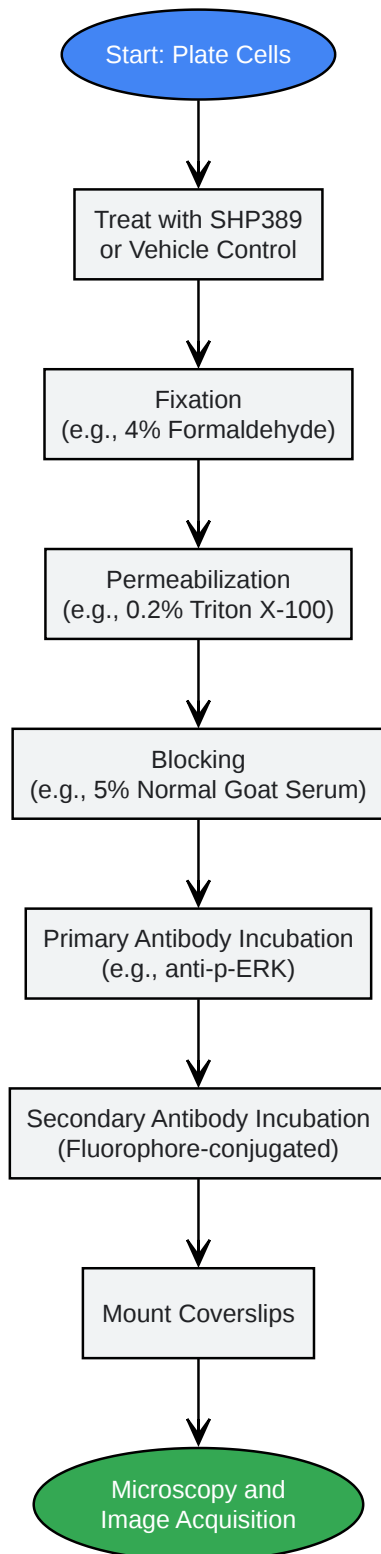 Start: Plate Cells
Treat with SHP389
or Vehicle Control
Fixation
(e.g., 4% Formaldehyde)
Permeabilization
(e.g., 0.2% Triton X-100)
Blocking
(e.g., 5% Normal Goat Serum)
Primary Antibody Incubation
(e.g., anti-p-ERK)
Secondary Antibody Incubation
(Fluorophore-conjugated)
Mount Coverslips
Microscopy and
Image Acquisition